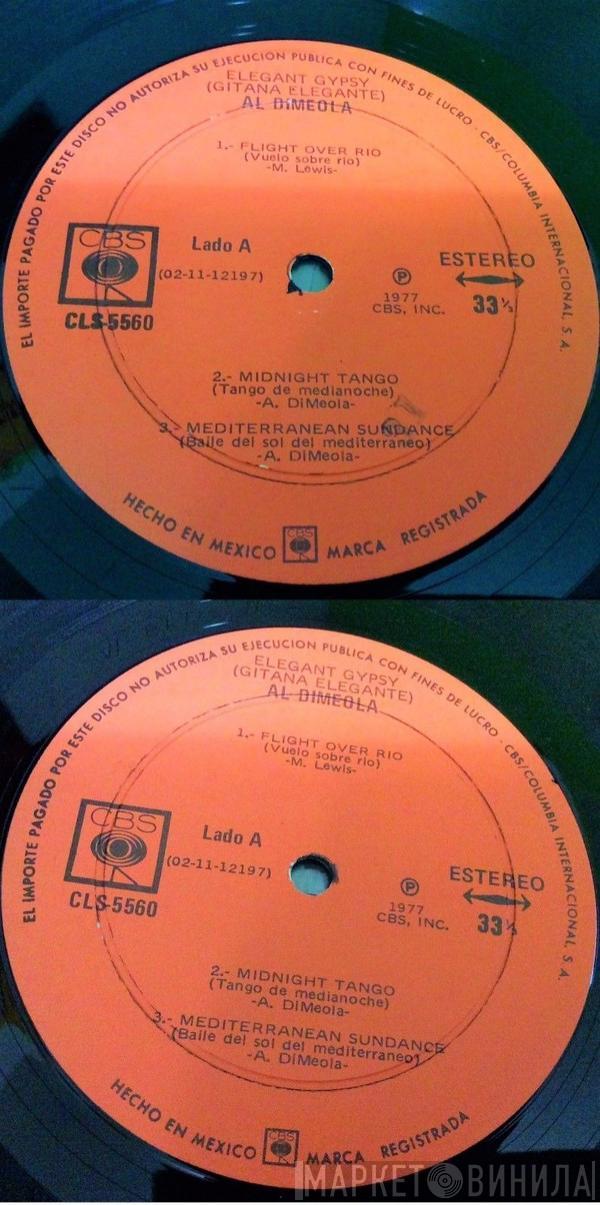 EL IMPORTE PAGADO POR ESTE DISCO NO AUTORIZA SU EJECUCION PUBLICA CON FINES DE LUCRO · CBS/COLUMBIA INTERNACIONAL, S. A.
ELEGANT GYPSY
(GITANA ELEGANTE)
AL DIMEOLA
1.- FLIGHT OVER RIO
(Vuelo sobre rio)
-M. Lewis-
CBS
Lado A
(02-11-12197)
CLS-5560
ESTEREO
℗
1977
CBS, INC.
33 ⅓
2.- MIDNIGHT TANGO
(Tango de medianoche)
-A. DiMeola-
3.- MEDITERRANEAN SUNDANCE
(Baile del sol del mediterraneo)
-A. DiMeola-
HECHO EN MEXICO CBS MARCA REGISTRADA
EL IMPORTE PAGADO POR ESTE DISCO NO AUTORIZA SU EJECUCION PUBLICA CON FINES DE LUCRO · CBS/COLUMBIA INTERNACIONAL, S. A.
ELEGANT GYPSY
(GITANA ELEGANTE)
AL DIMEOLA
1.- FLIGHT OVER RIO
(Vuelo sobre rio)
-M. Lewis-
CBS
Lado A
(02-11-12197)
CLS-5560
ESTEREO
℗
1977
CBS, INC.
33 ⅓
2.- MIDNIGHT TANGO
(Tango de medianoche)
-A. DiMeola-
3.- MEDITERRANEAN SUNDANCE
(Baile del sol del mediterraneo)
-A. DiMeola-
HECHO EN MEXICO CBS MARCA REGISTRADA
МАРКЕТ ВИНИЛА